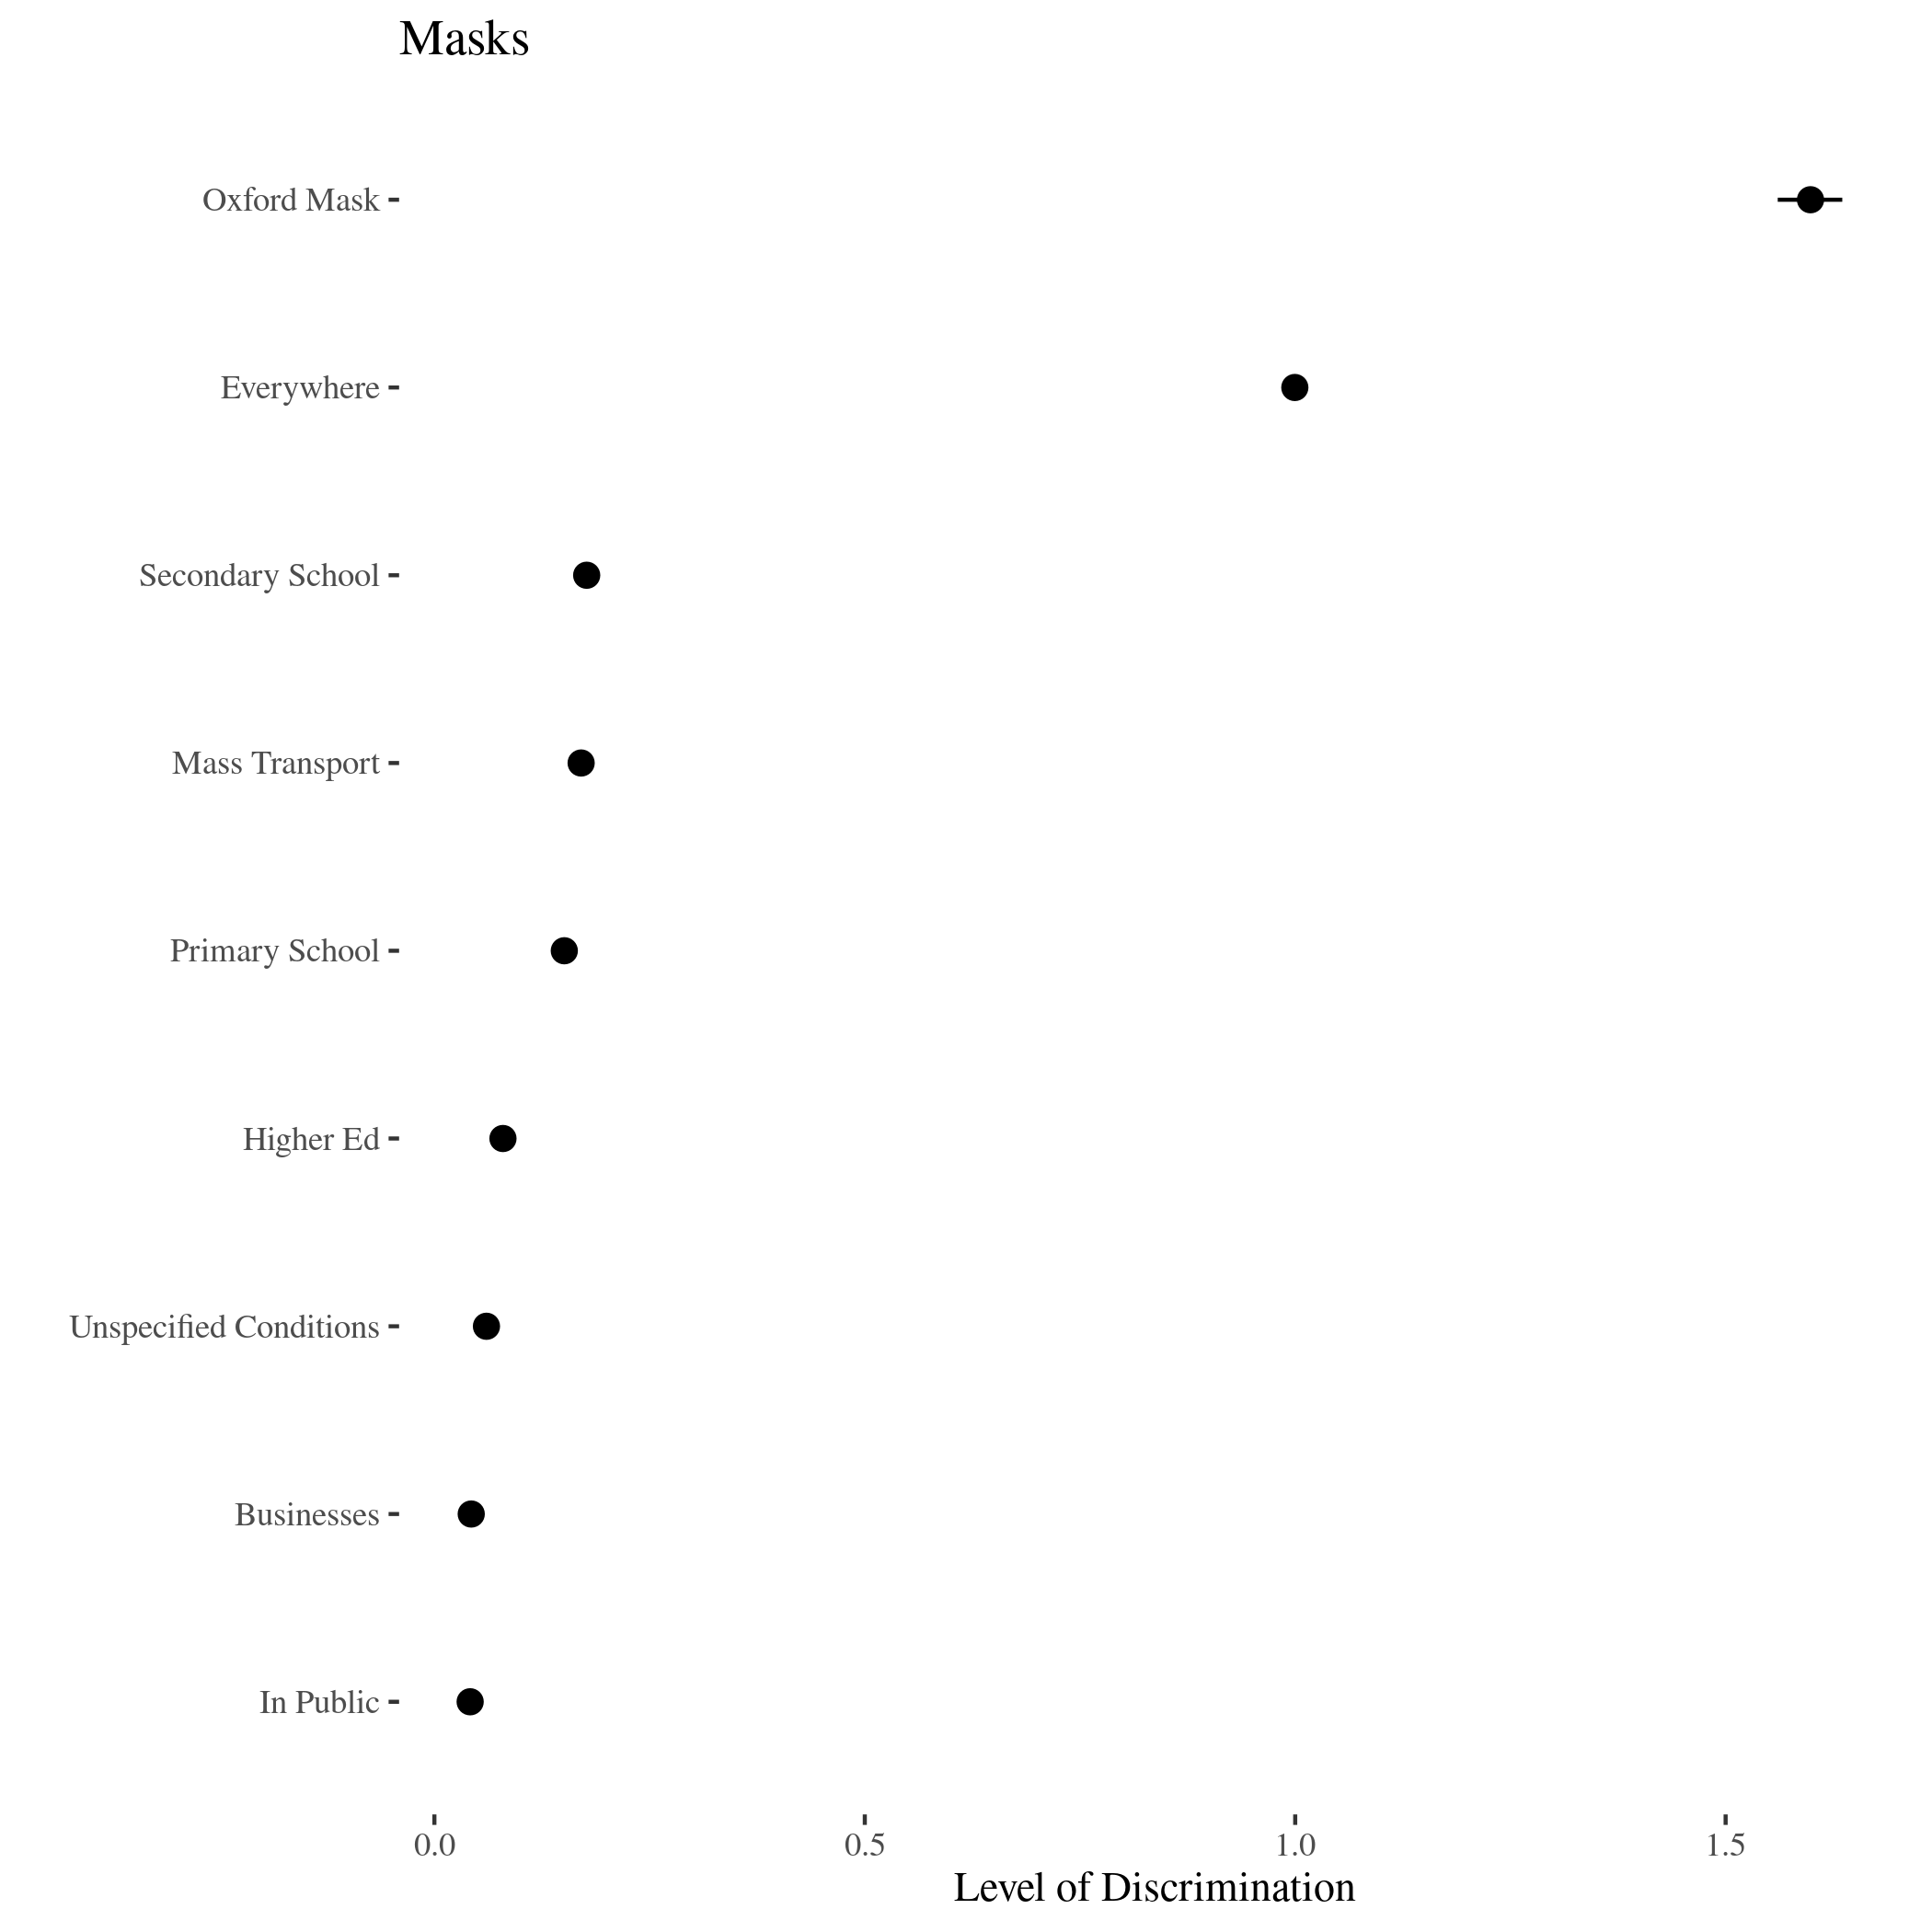 Masks
Oxford Mask
Everywhere
Secondary School
Mass Transport
Primary School
Higher Ed
Unspecified Conditions
Businesses
In Public
0.0 0.5 1.0 1.5
Level of Discrimination